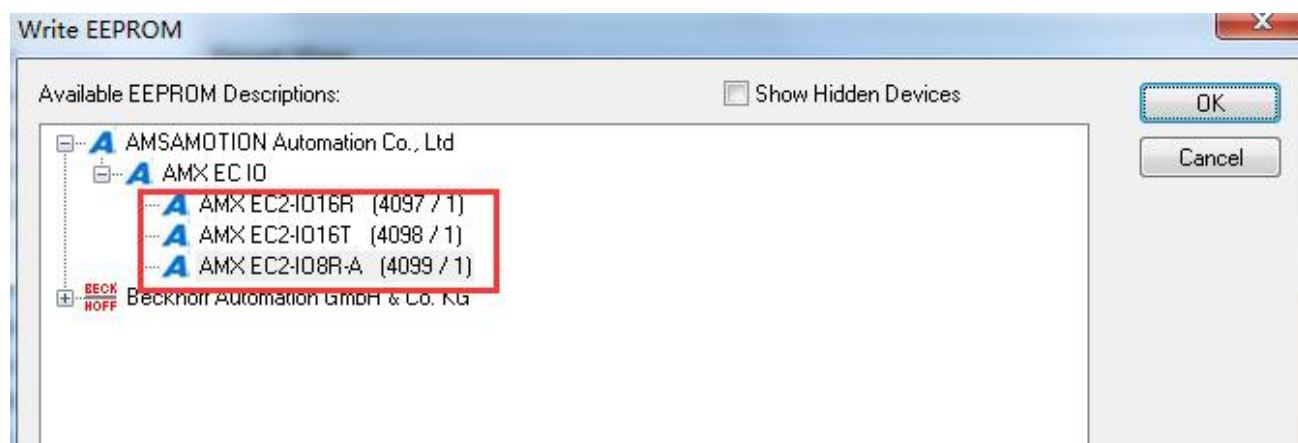 Write EEPROM
Available EEPROM Descriptions:
Show Hidden Devices
OK
AMSAMOTION Automation Co., Ltd
Cancel
AMX EC IO
AMX EC2-IO16R (4097 / 1)
AMX EC2-IO16T (4098 / 1)
AMX EC2-IO8R-A (4099 / 1)
BECK
HOFF
Beckhoff Automation GmbH & Co. KG